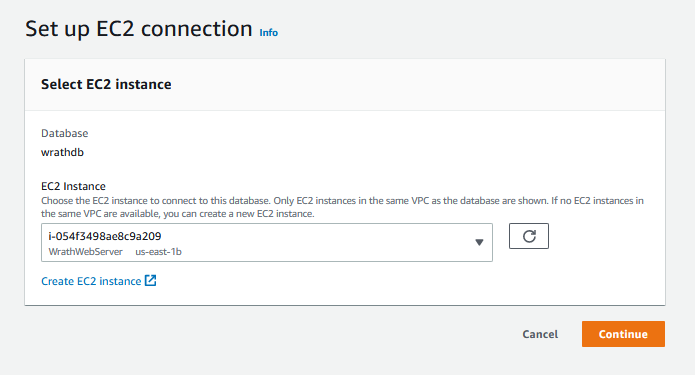 Set up EC2 connection Info
Select EC2 instance
Database
wrathdb
EC2 Instance
Choose the EC2 instance to connect to this database. Only EC2 instances in the same VPC as the database are shown. If no EC2 instances in
the same VPC are available, you can create a new EC2 instance.
i-054f3498ae8c9a209
WrathWebServer us-east-1b
Create EC2 instance
Cancel Continue